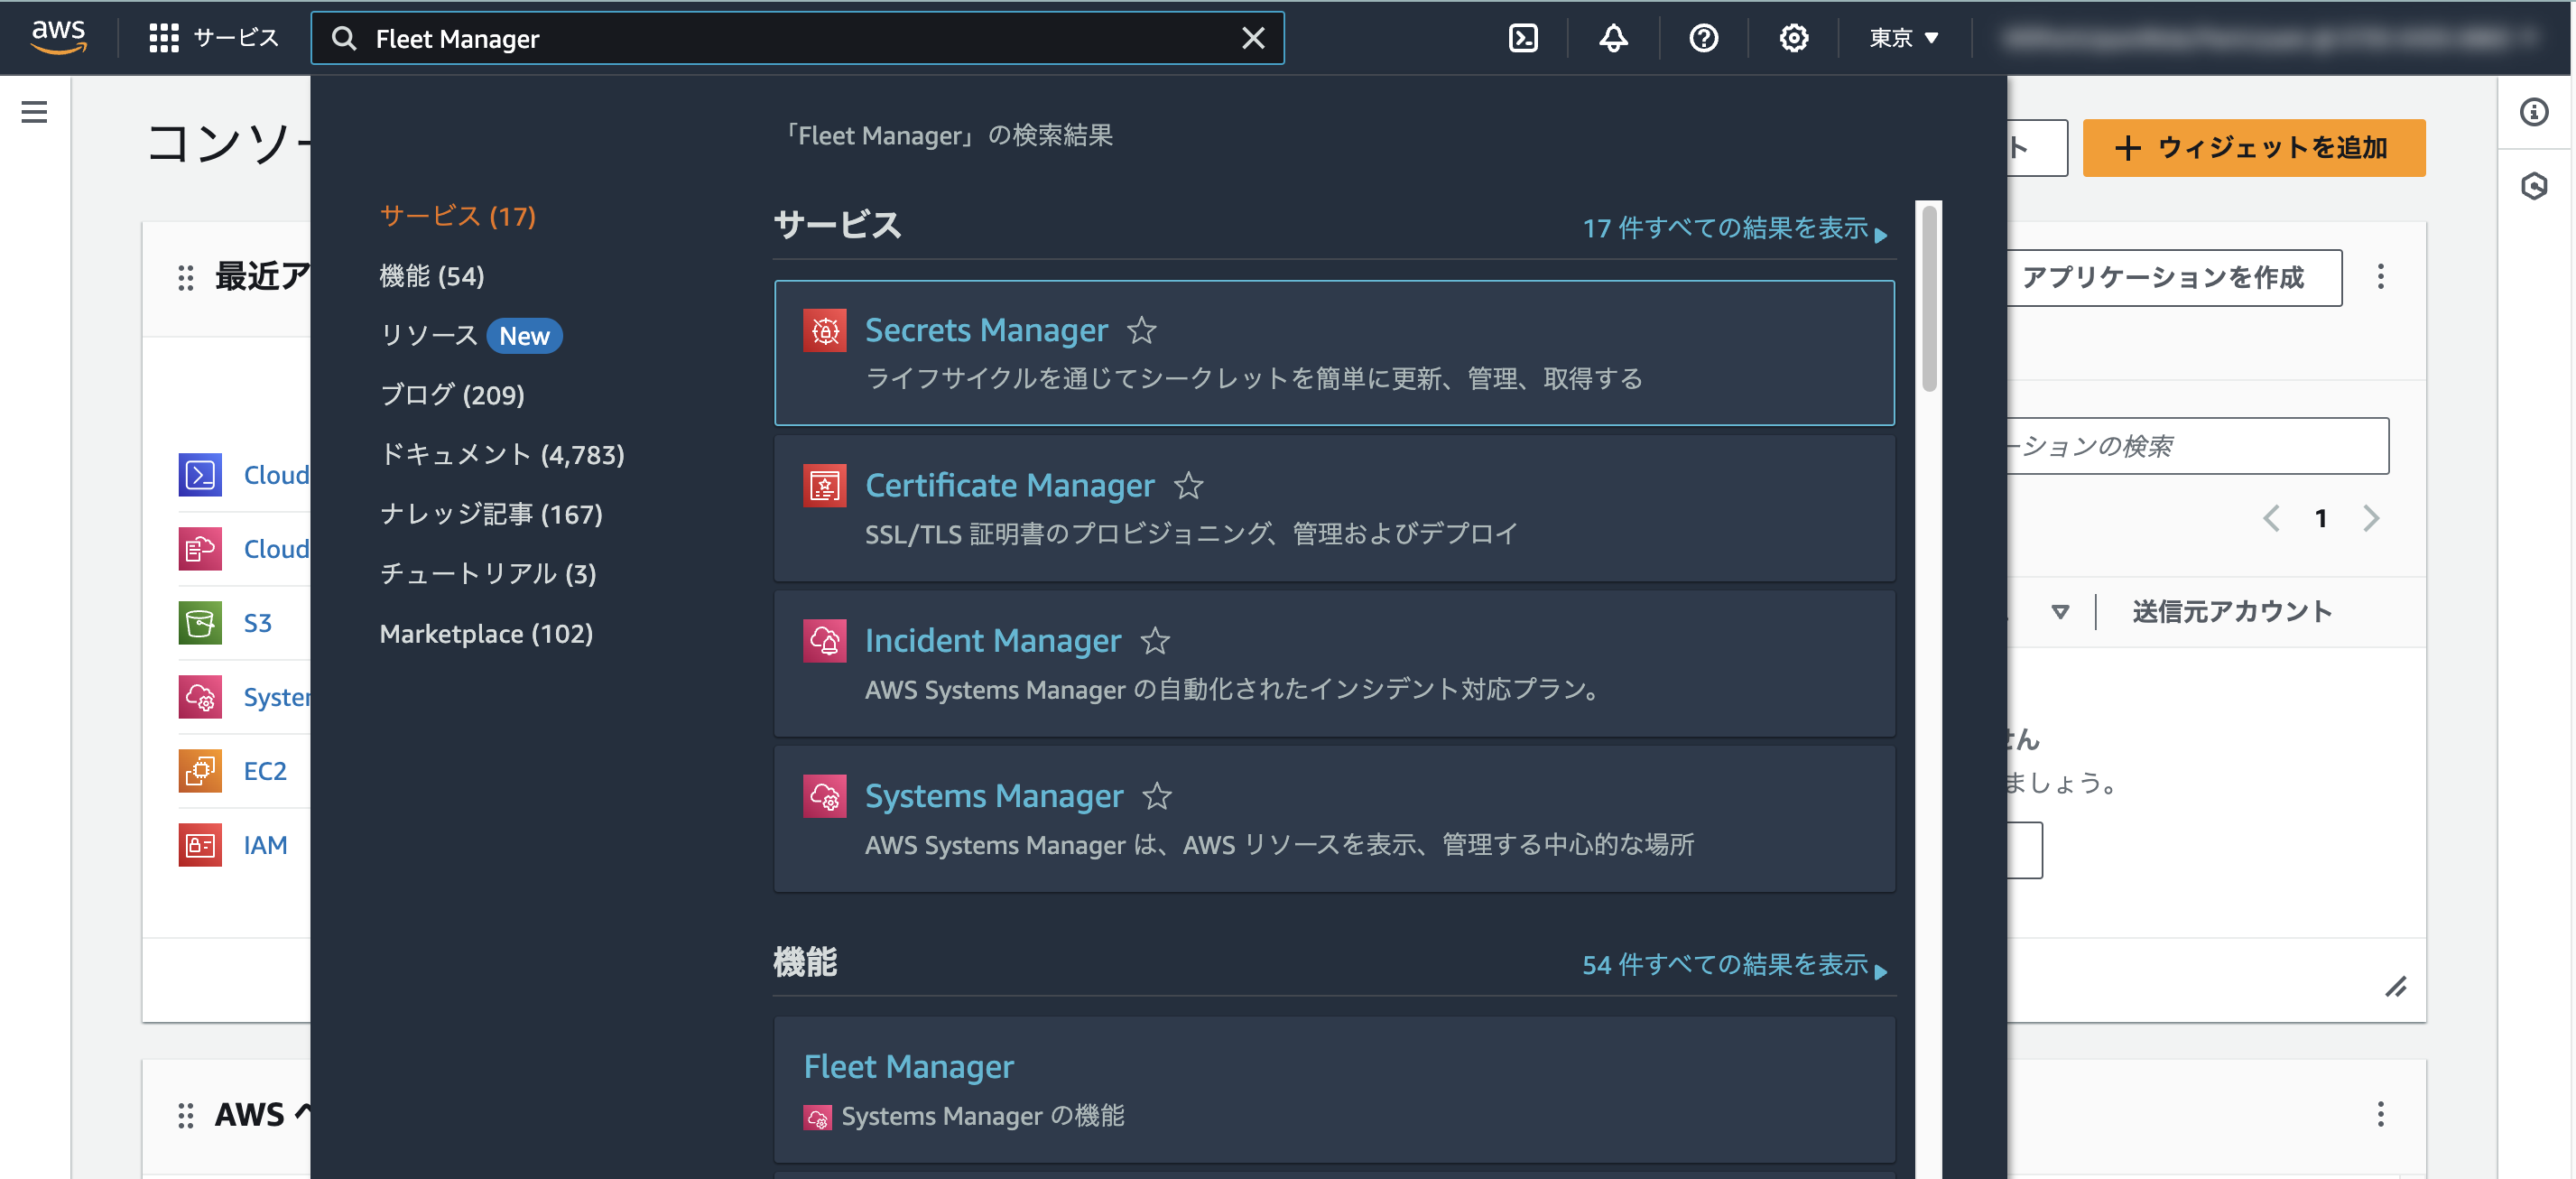 aws
サービス
Fleet Manager
東京
コンソー
ト
ウィジェットを追加
「Fleet Manager」の検索結果
サービス (17)
機能 (54)
リソース New
ブログ (209)
ドキュメント (4,783)
ナレッジ記事 (167)
チュートリアル (3)
Marketplace (102)
サービス
17 件すべての結果を表示
Secrets Manager
ライフサイクルを通じてシークレットを簡単に更新、管理、取得する
Certificate Manager
SSL/TLS 証明書のプロビジョニング、管理およびデプロイ
Incident Manager
AWS Systems Manager の自動化されたインシデント対応プラン。
Systems Manager
AWS Systems Manager は、AWS リソースを表示、管理する中心的な場所
機能
54 件すべての結果を表示
Fleet Manager
Systems Manager の機能
最近ア
Cloud
Cloud
S3
System
EC2
IAM
AWS へ
アプリケーションを作成
ーションの検索
1
送信元アカウント
せん
ましょう。